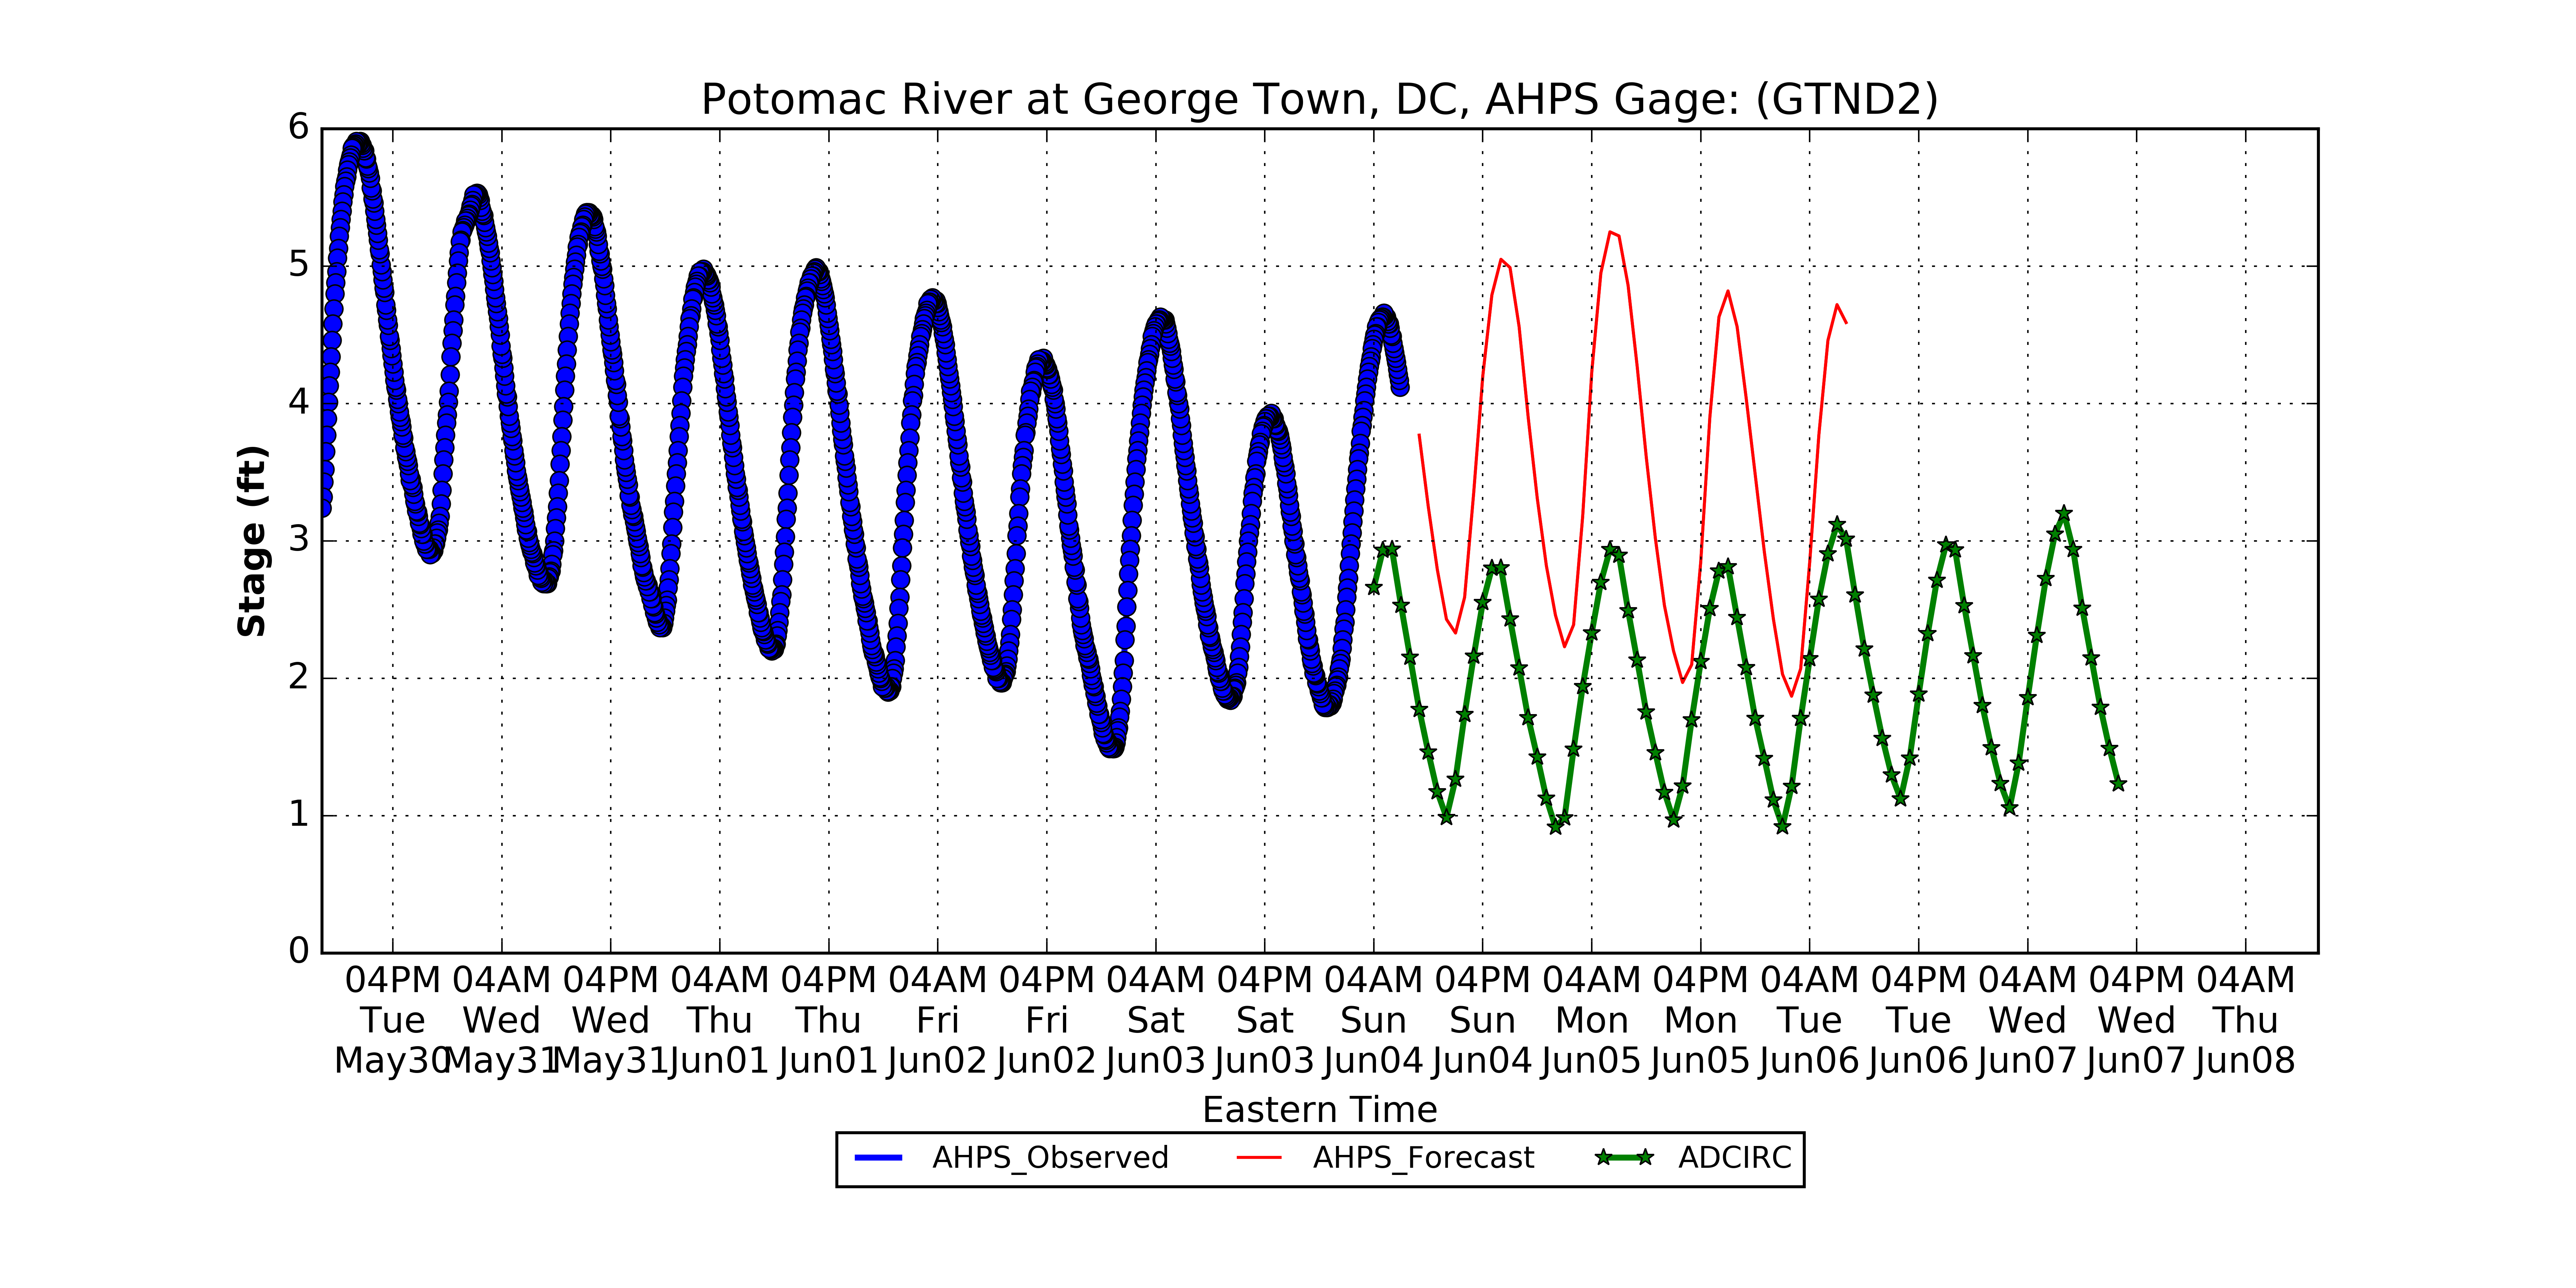 Potomac River at George Town, DC, AHPS Gage: (GTND2)
6
5
4
3
2
1
0
Stage (ft)
04PM 04AM 04PM 04AM 04PM 04AM 04PM 04AM 04PM 04AM 04PM 04AM 04PM 04AM 04PM 04AM 04PM 04AM
Tue Wed Wed Thu Thu Fri Fri Sat Sat Sun Sun Mon Mon Tue Tue Wed Wed Thu
May30 May31 May31 Jun01 Jun01 Jun02 Jun02 Jun03 Jun03 Jun04 Jun04 Jun05 Jun05 Jun06 Jun06 Jun07 Jun07 Jun08
Eastern Time
AHPS_Observed AHPS_Forecast ADCIRC